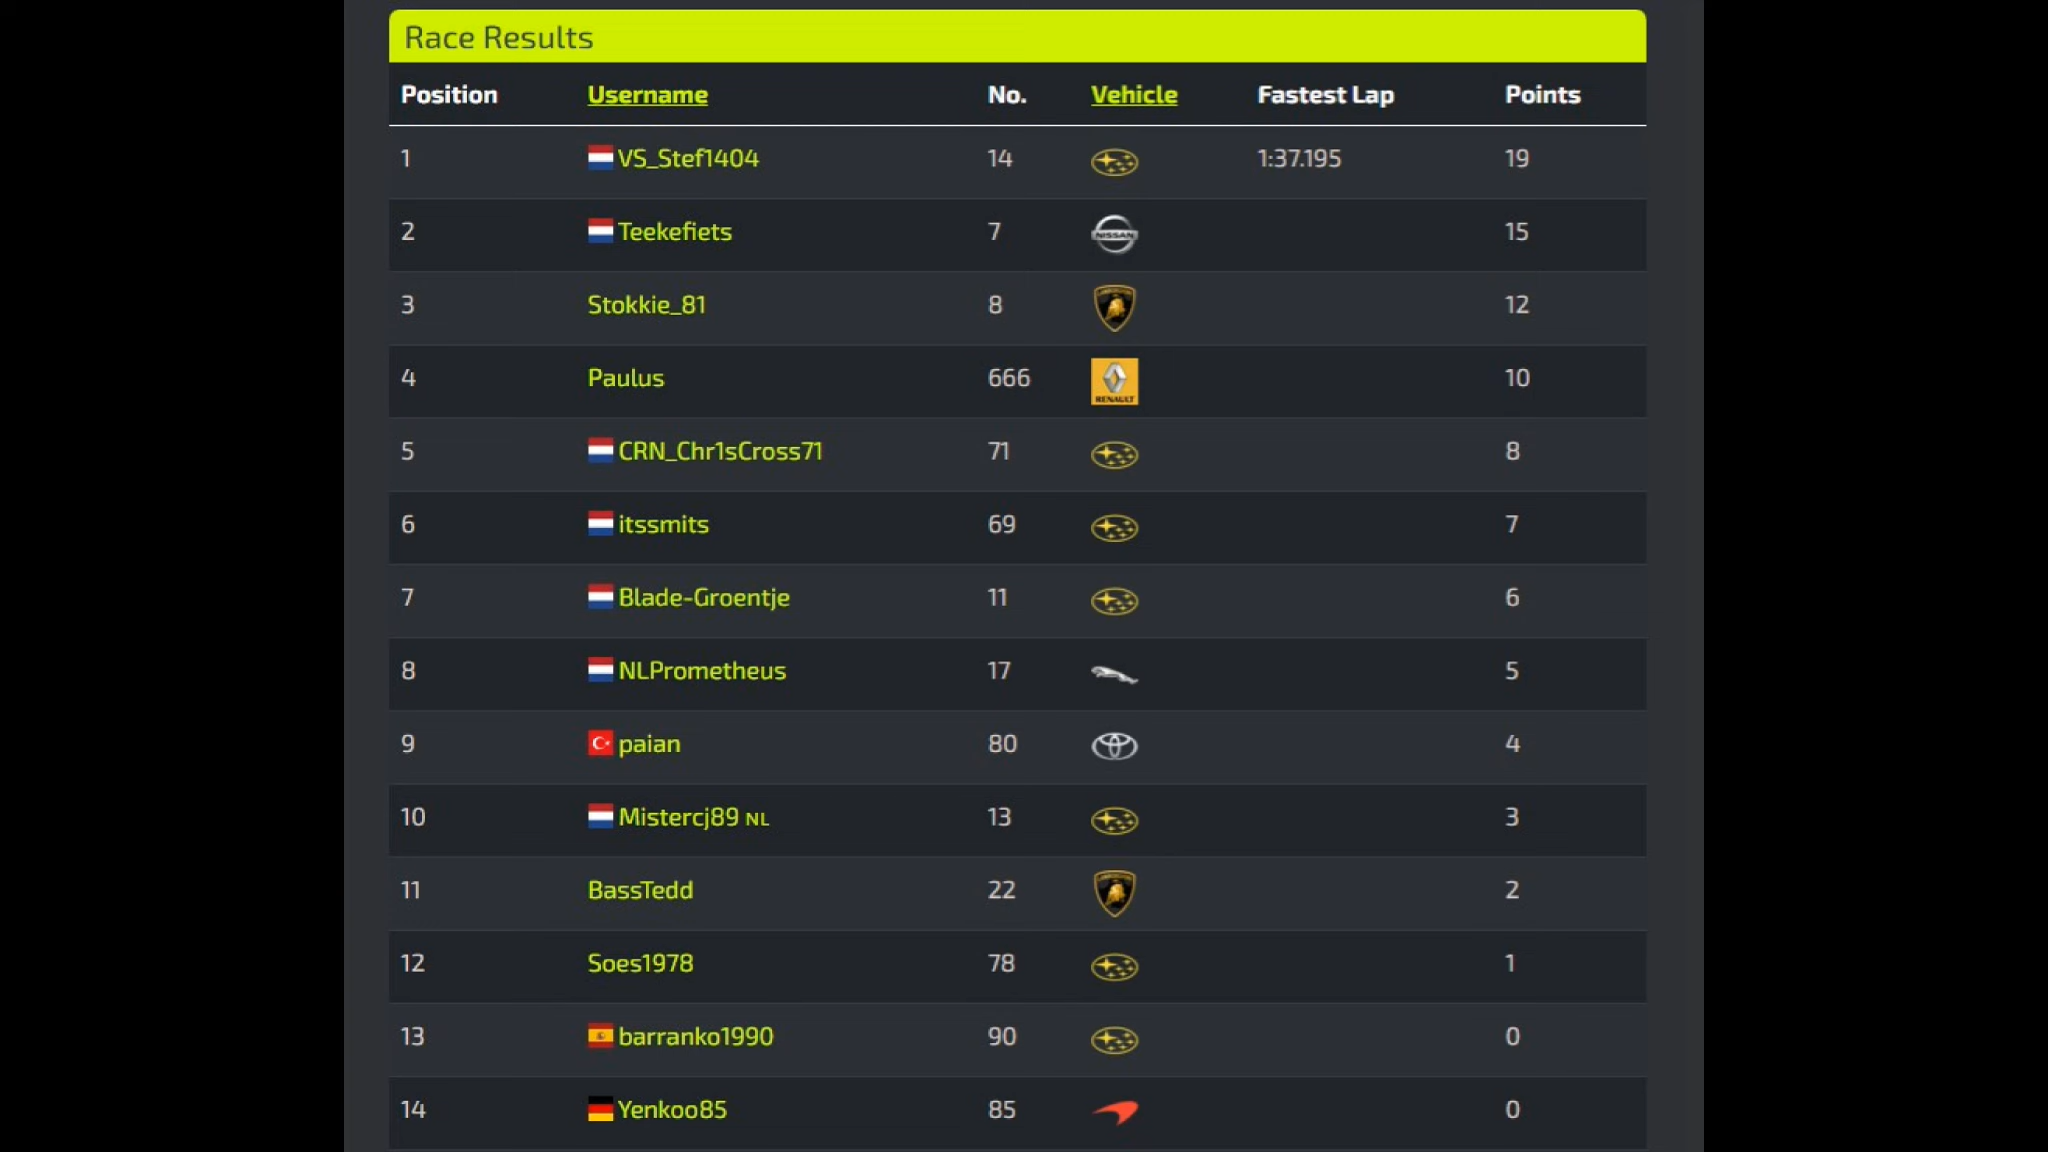 Race Results
Position Username No. Vehicle Fastest Lap Points
1 VS_Stef1404 14 1:37.195 19
2 Teekefiets 7 NISSAN 15
3 Stokkie_81 8 12
4 Paulus 666 RENAULT 10
5 CRN_Chr1sCross71 71 8
6 itssmits 69 7
7 Blade-Groentje 11 6
8 NLPrometheus 17 5
9 paian 80 4
10 Mistercj89 NL 13 3
11 BassTedd 22 2
12 Soes1978 78 1
13 barranko1990 90 0
14 Yenkoo85 85 0